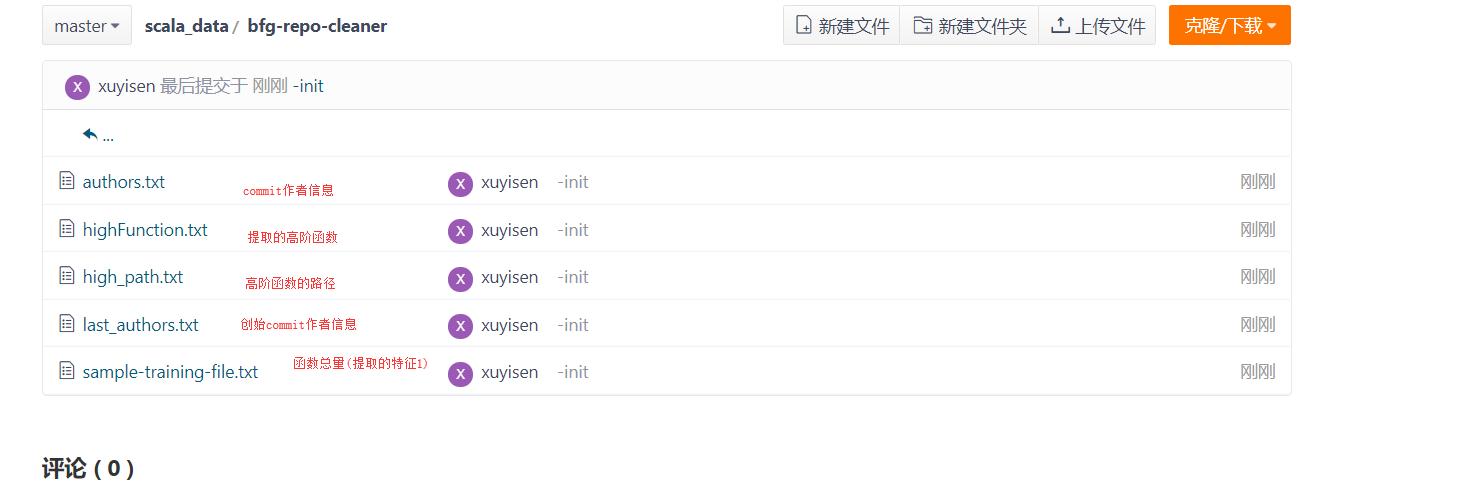 master scala_data / bfg-repo-cleaner 新建文件 新建文件夹 上传文件 克隆/下载
X xuyisen 最后提交于 刚刚 -init
...
authors.txt commit作者信息 X xuyisen -init 刚刚
highFunction.txt 提取的高阶函数 X xuyisen -init 刚刚
high_path.txt 高阶函数的路径 X xuyisen -init 刚刚
last_authors.txt 创始commit作者信息 X xuyisen -init 刚刚
sample-training-file.txt 函数总量(提取的特征1) X xuyisen -init 刚刚
评论 ( 0 )